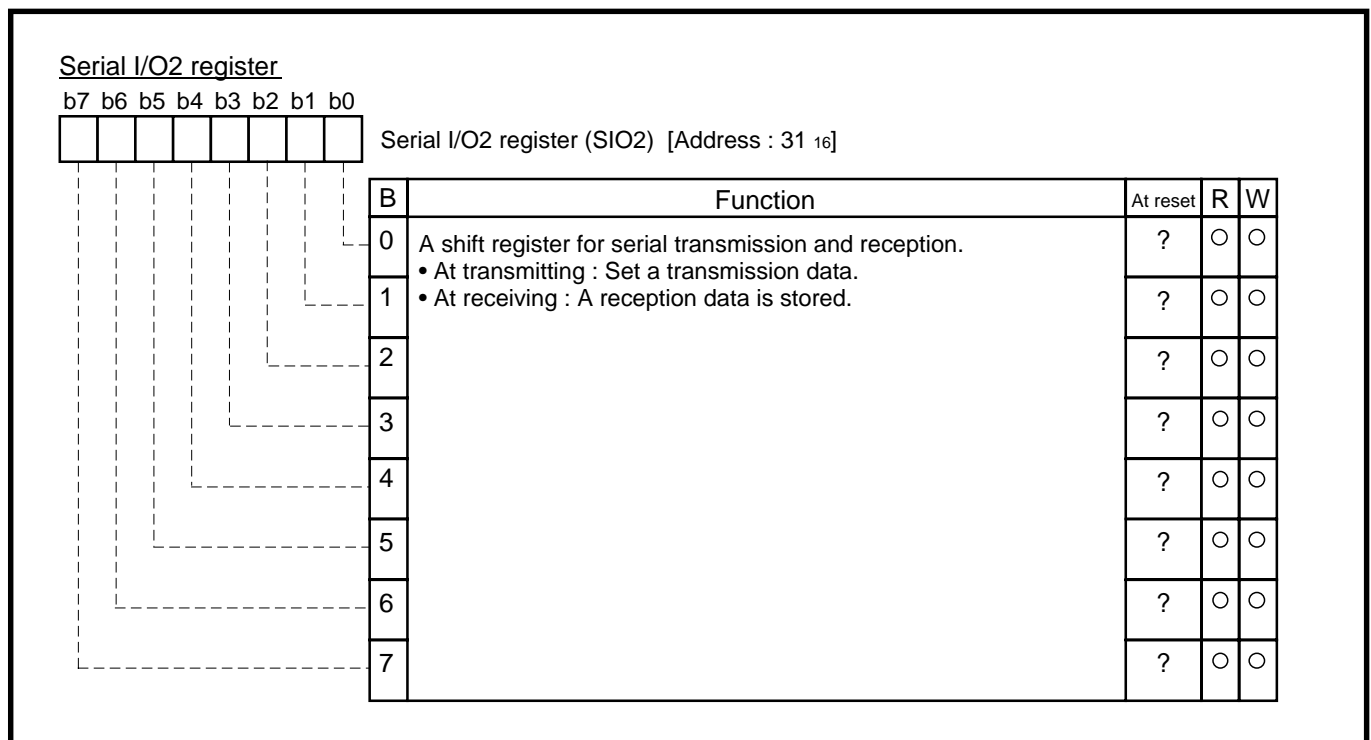 Serial I/O2 register
b7 b6 b5 b4 b3 b2 b1 b0
Serial I/O2 register (SIO2) [Address : 31 16]
B Function At reset R W
0 A shift register for serial transmission and reception. ? ○ ○
• At transmitting : Set a transmission data.
1 • At receiving : A reception data is stored. ? ○ ○
2 ? ○ ○
3 ? ○ ○
4 ? ○ ○
5 ? ○ ○
6 ? ○ ○
7 ? ○ ○